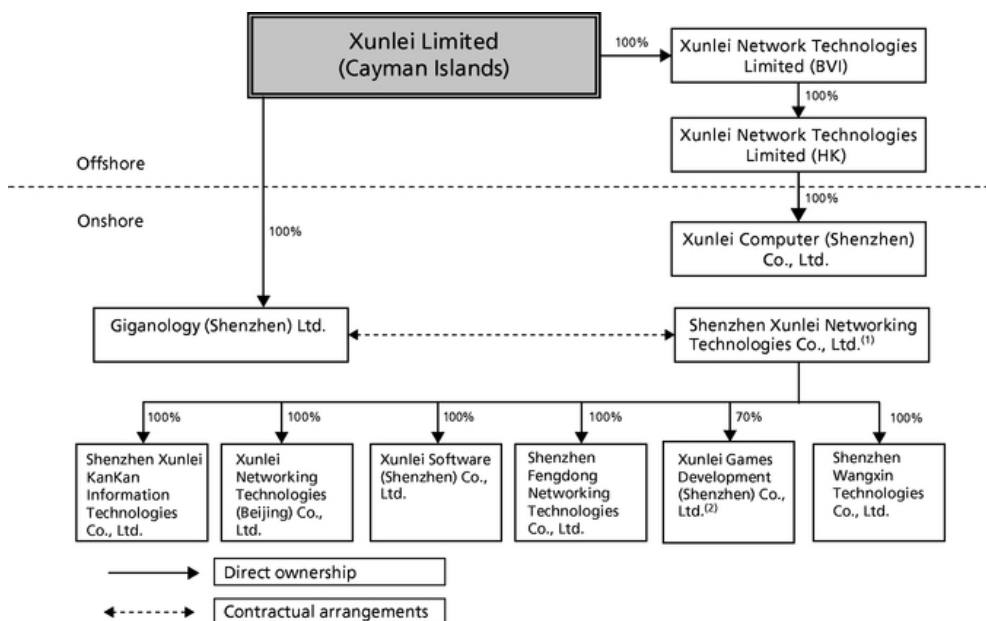 Xunlei Limited
(Cayman Islands)
100%
Xunlei Network Technologies
Limited (BVI)
100%
Xunlei Network Technologies
Limited (HK)
Offshore
100%
Onshore
100%
Xunlei Computer (Shenzhen)
Co., Ltd.
Giganology (Shenzhen) Ltd.
Shenzhen Xunlei Networking
Technologies Co., Ltd.(1)
100%
100%
100%
100%
70%
100%
Shenzhen Xunlei
KanKan
Information
Technologies
Co., Ltd.
Xunlei
Networking
Technologies
(Beijing) Co.,
Ltd.
Xunlei Software
(Shenzhen) Co.,
Ltd.
Shenzhen
Fengdong
Networking
Technologies
Co., Ltd.
Xunlei Games
Development
(Shenzhen) Co.,
Ltd.(2)
Shenzhen
Wangxin
Technologies
Co., Ltd.
Direct ownership
Contractual arrangements